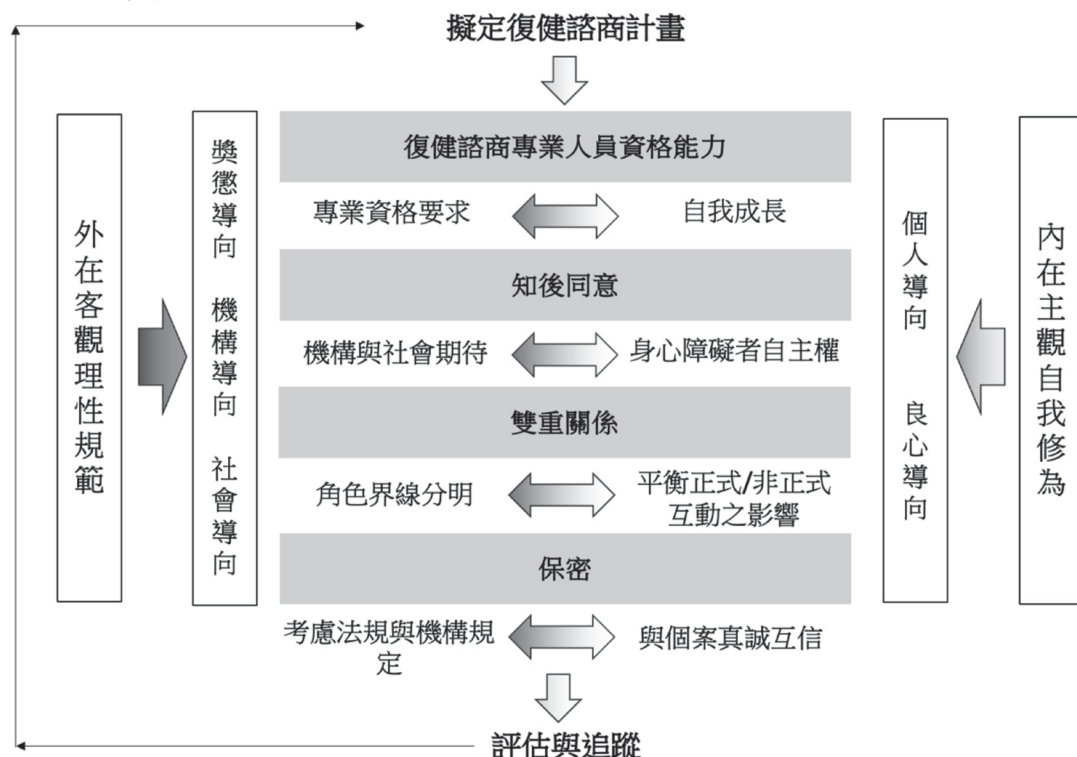 擬定復健諮商計畫
外在客觀理性規範
獎懲導向 機構導向 社會導向
復健諮商專業人員資格能力
專業資格要求
自我成長
知後同意
機構與社會期待
身心障礙者自主權
雙重關係
角色界線分明
平衡正式/非正式
互動之影響
保密
考慮法規與機構規
定
與個案真誠互信
個人導向 良心導向
內在主觀自我修為
評估與追蹤